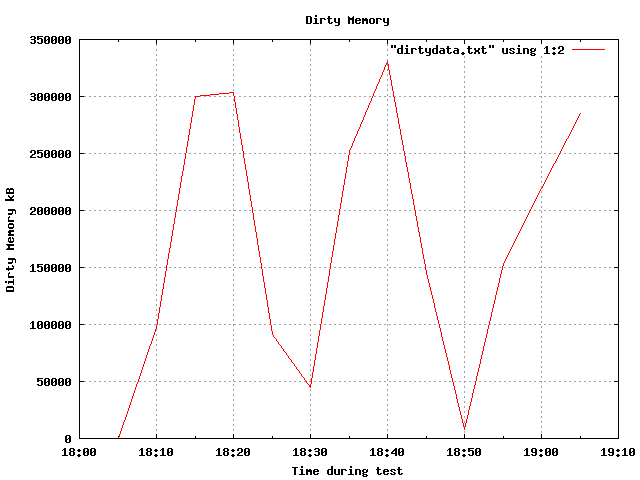 Dirty Memory
"dirtydata.txt" using 1:2
350000
300000
250000
200000
150000
100000
50000
0
Dirty Memory kB
18:00 18:10 18:20 18:30 18:40 18:50 19:00 19:10
Time during test